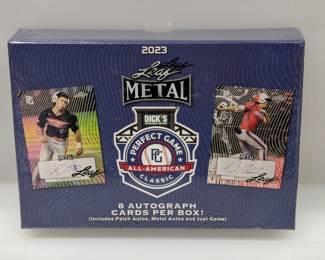 2023
Leaf
METAL
DICK'S
PERFECT GAME
PG
ALL-AMERICAN
CLASSIC
8 AUTOGRAPH
CARDS PER BOX!
(Includes Patch Autos, Metal Autos and Just Gems)